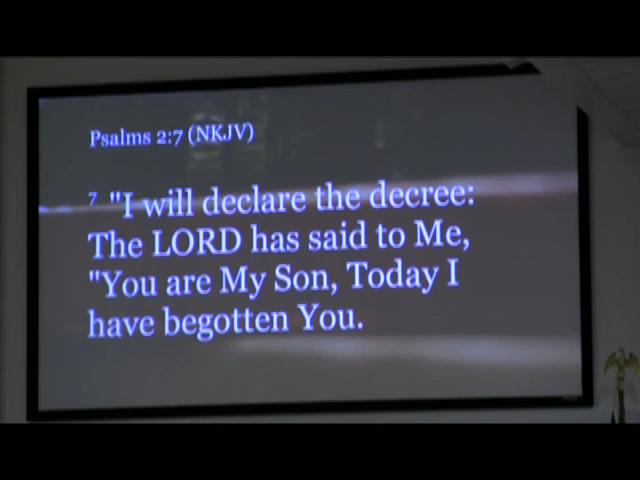 Psalms 2:7 (NKJV)
7 "I will declare the decree:
The LORD has said to Me,
"You are My Son, Today I
have begotten You.